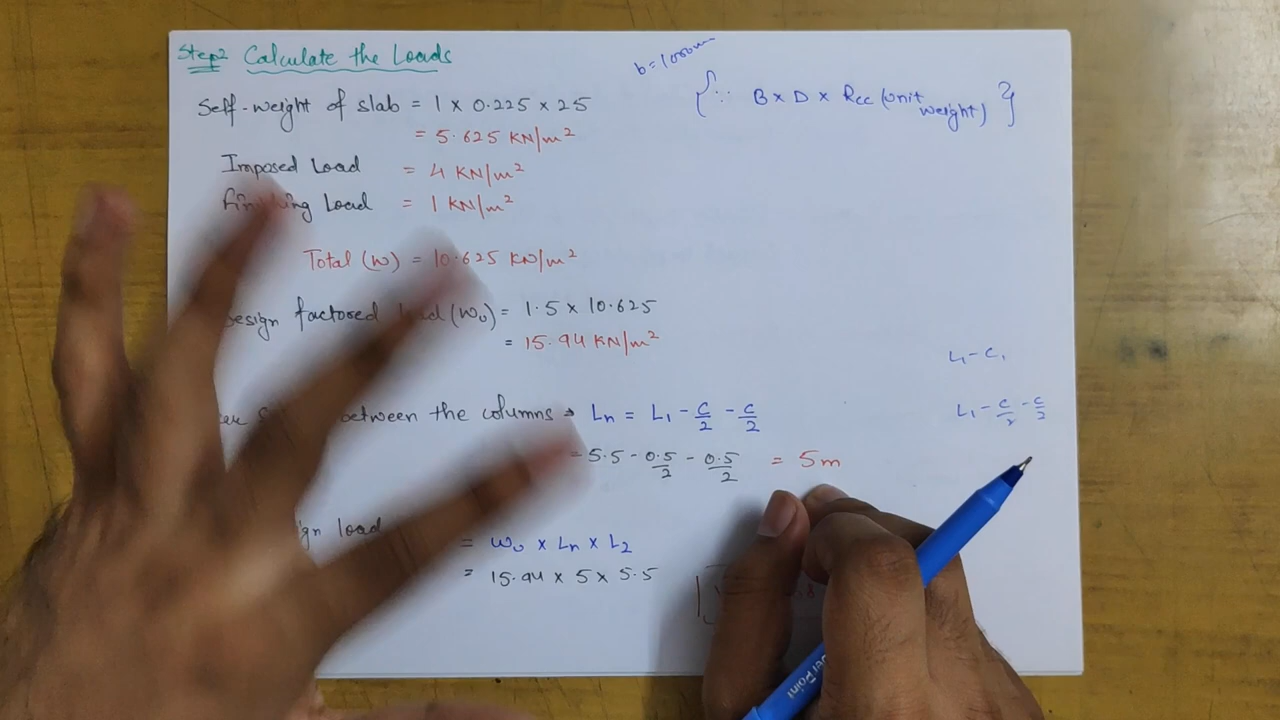 Step2 Calculate the Loads
b = 1000mm
Self-weight of slab = 1 x 0.225 x 25
{ ∵ B x D x Rcc (unit weight) }
= 5.625 KN/m²
Imposed Load = 4 KN/m²
Load = 1 KN/m²
Total (w) = 10.625 KN/m²
factored (w₀) = 1.5 x 10.625
= 15.94 KN/m²
L₁ - C₁
between the columns → Ln = L₁ - C/2 - C/2
L₁ - C/2 - C/2
= 5.5 - 0.5/2 - 0.5/2 = 5m
load = w₀ x Ln x L₂
= 15.94 x 5 x 5.5